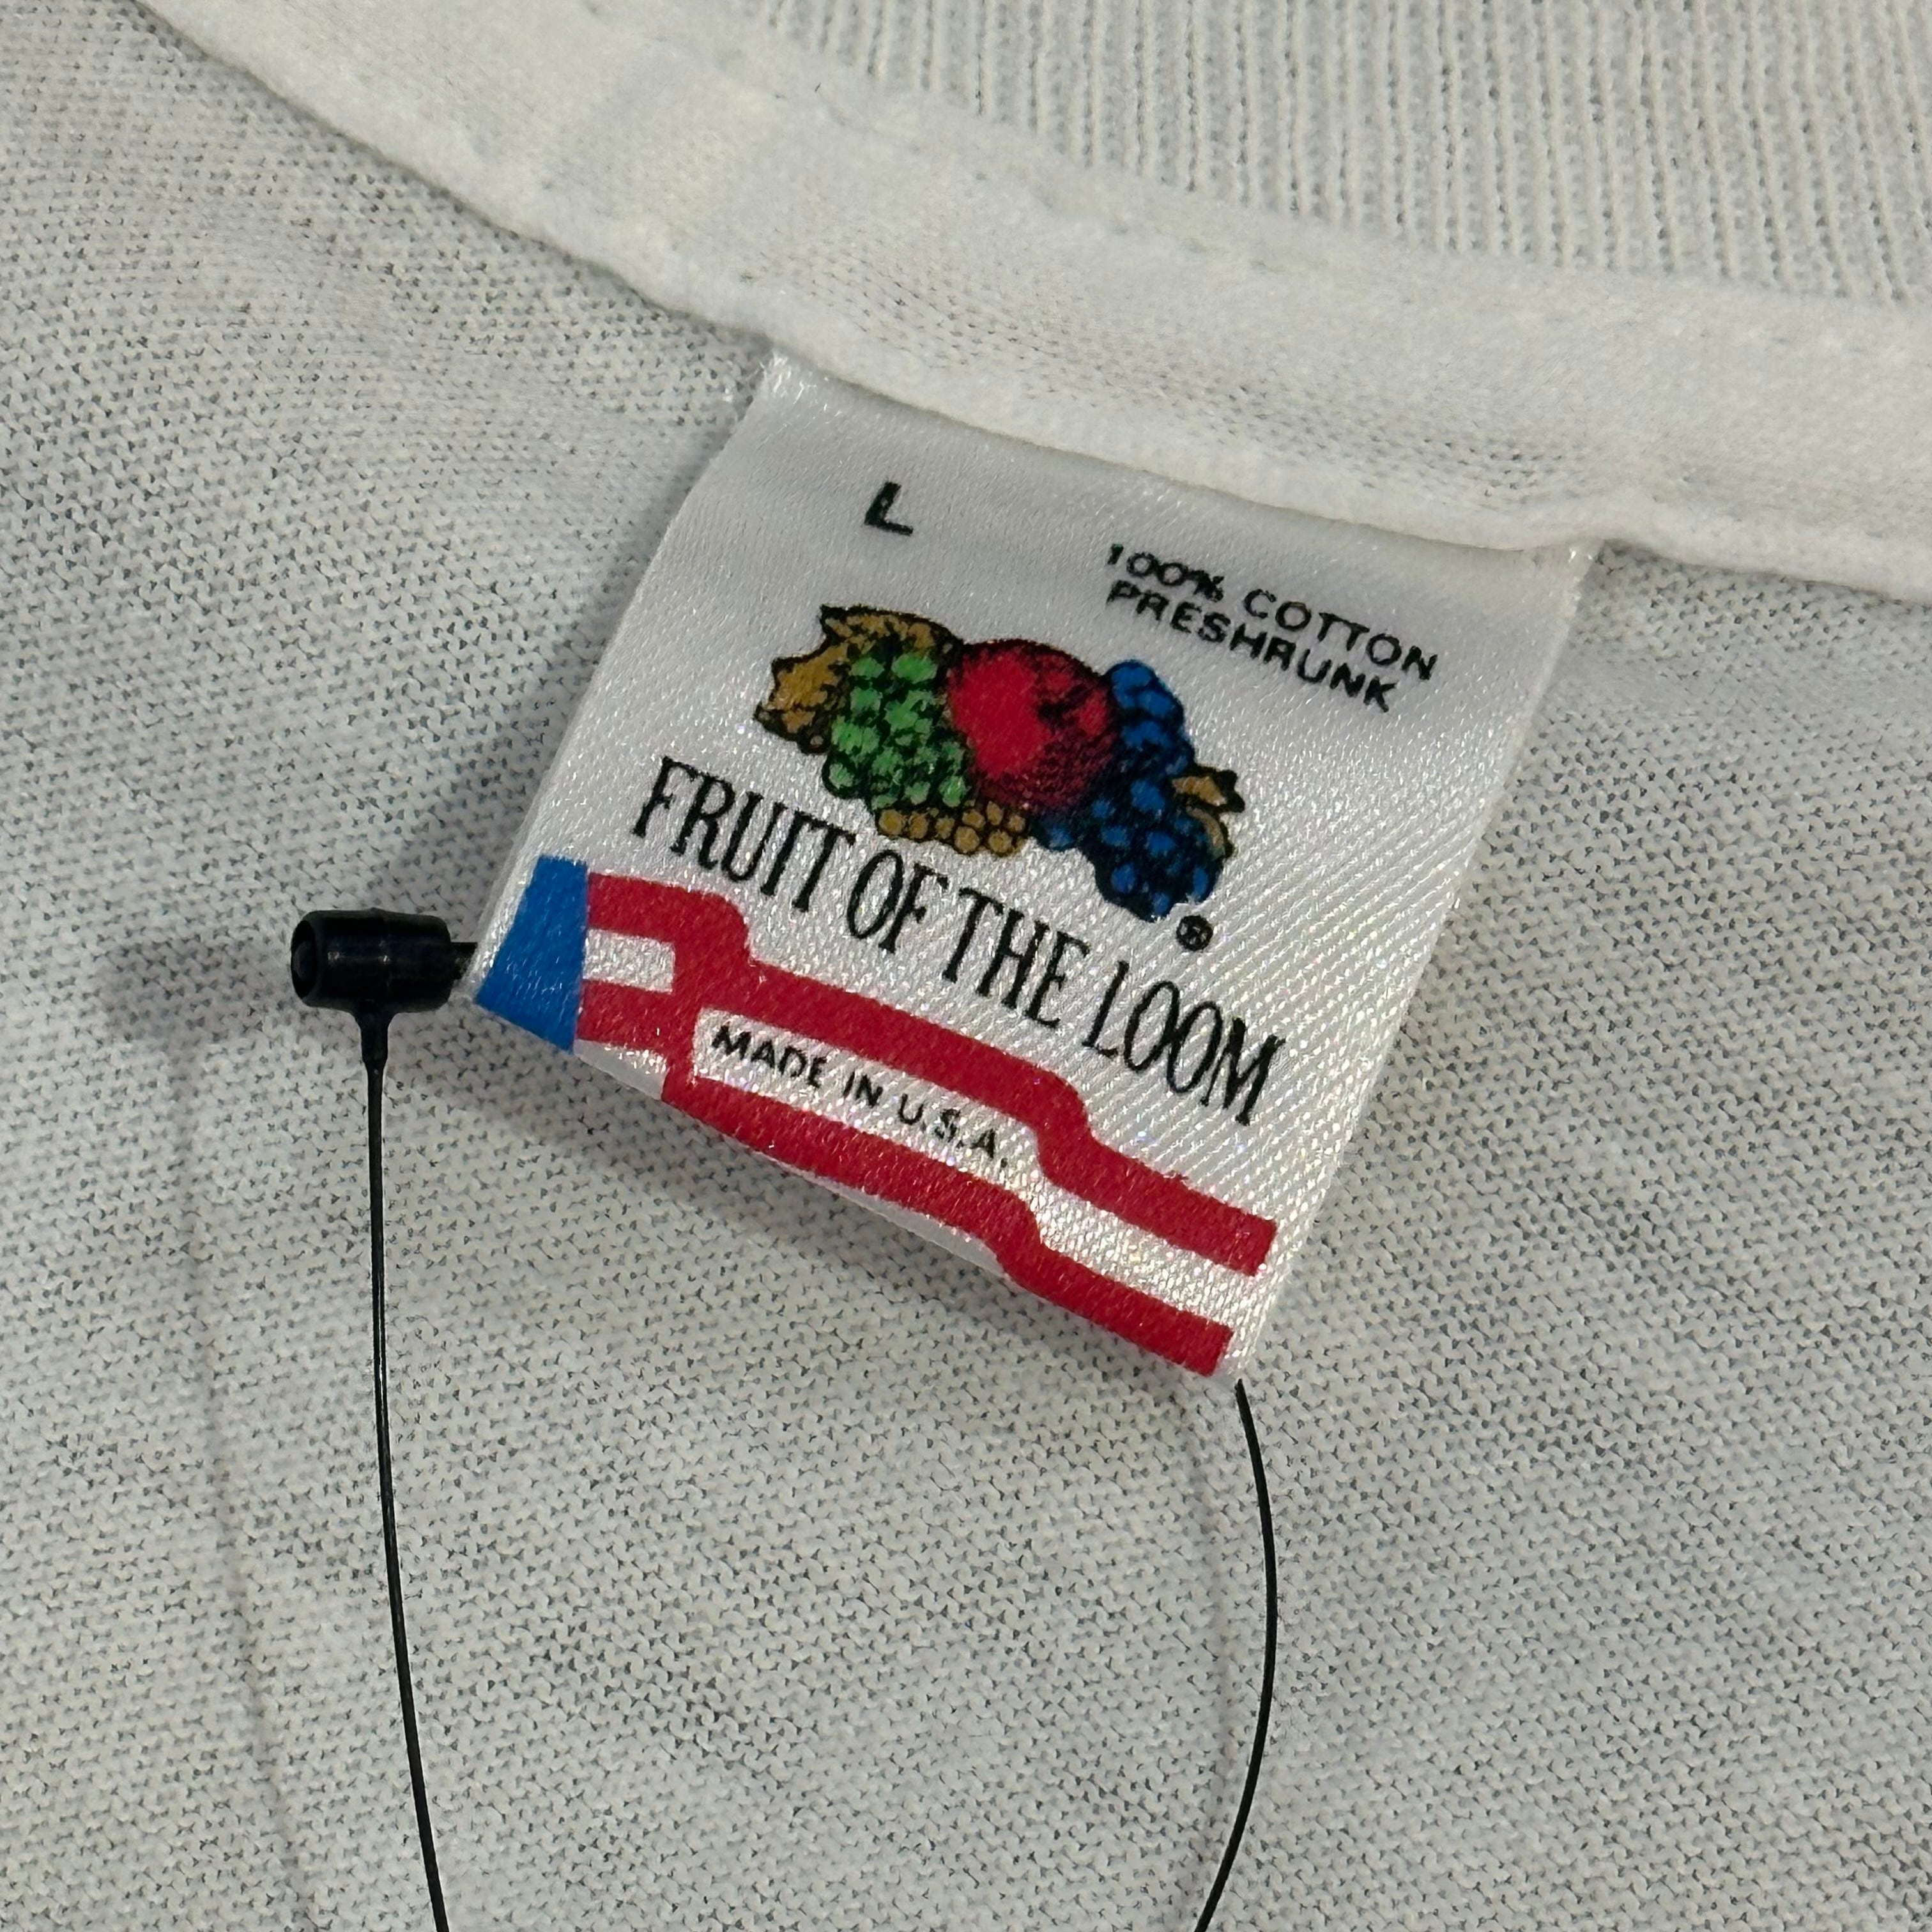 L
100% COTTON
PRESHRUNK
FRUIT OF THE LOOM®
MADE IN U.S.A.